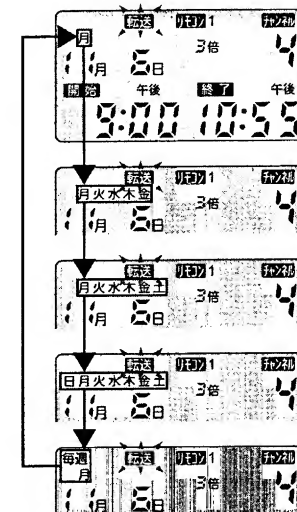 転送 リモコン 1 チャンネル
月
11月 6日 3倍 4
開始 午後 終了 午後
9:00 10:55
転送 リモコン 1 チャンネル
月火水木金
11月 6日 3倍 4
転送 リモコン 1 チャンネル
月火水木金土
11月 6日 3倍 4
転送 リモコン 1 チャンネル
日月火水木金土
11月 6日 3倍 4
毎週 転送 リモコン 1 チャンネル
月
11月 6日 3倍 4